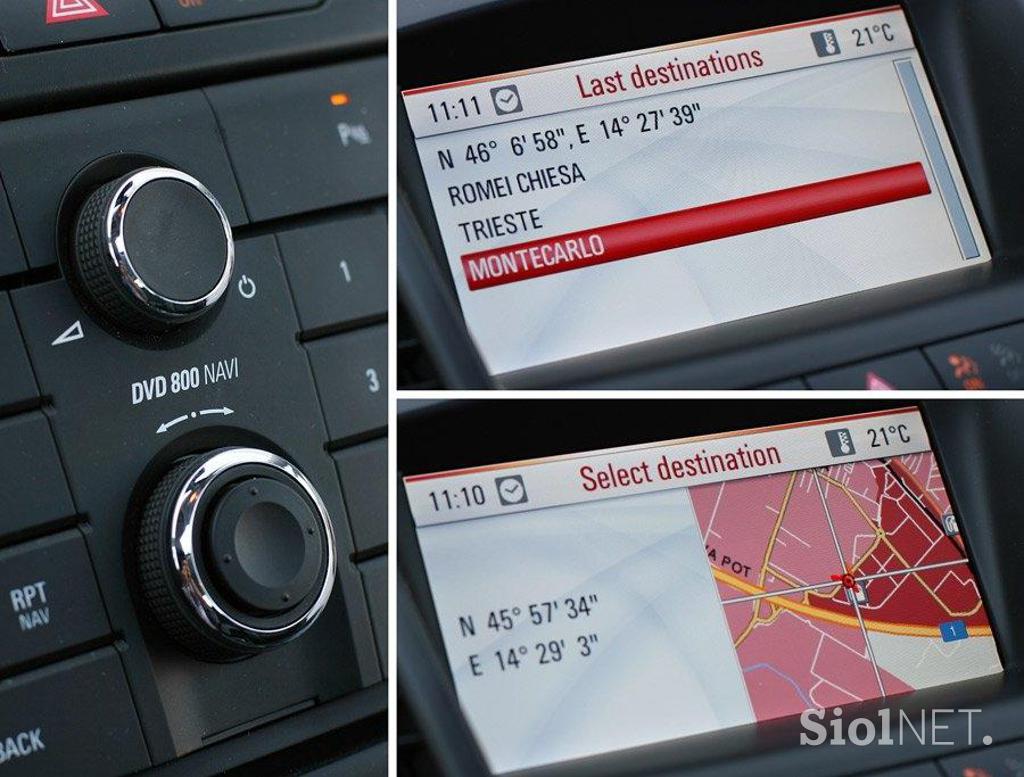 1
DVD 800 NAVI
3
RPT
NAV
BACK
11:11 Last destinations 21°C
N 46° 6' 58", E 14° 27' 39"
ROMEI CHIESA
TRIESTE
MONTECARLO
11:10 Select destination 21°C
A POT
N 45° 57' 34"
E 14° 29' 3"
1
SiolNET.